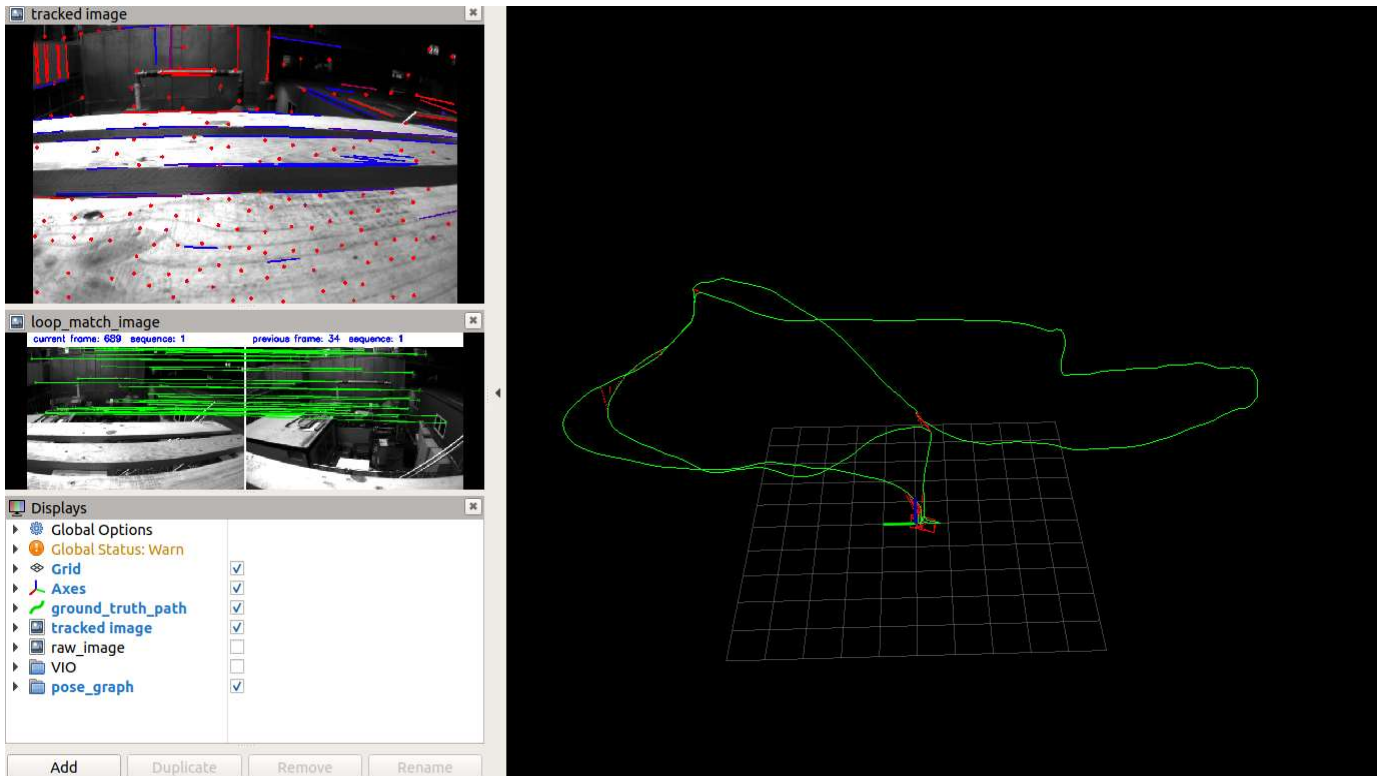 tracked image
loop_match_image
current frame: 689 sequence: 1 previous frame: 34 sequence: 1
Displays
Global Options
Global Status: Warn
Grid
Axes
ground_truth_path
tracked image
raw_image
VIO
pose_graph
Add Duplicate Remove Rename